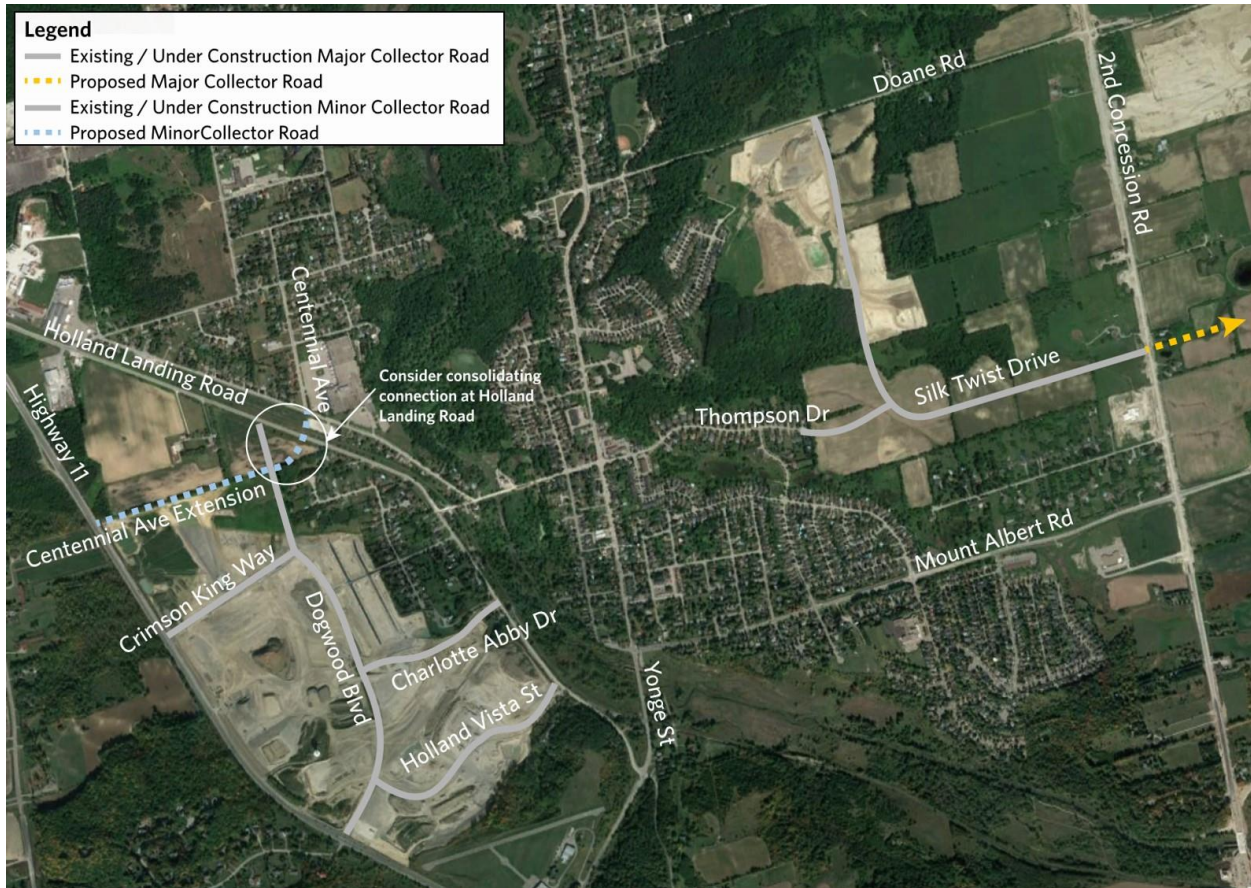 Legend
Existing / Under Construction Major Collector Road
Proposed Major Collector Road
Existing / Under Construction Minor Collector Road
Proposed MinorCollector Road
Doane Rd
2nd Concession Rd
Centennial Ave
Holland Landing Road
Consider consolidating
connection at Holland
Landing Road
Silk Twist Drive
Highway 11
Thompson Dr
Centennial Ave Extension
Mount Albert Rd
Crimson King Way
Dogwood Blvd
Charlotte Abby Dr
Yonge St
Holland Vista St